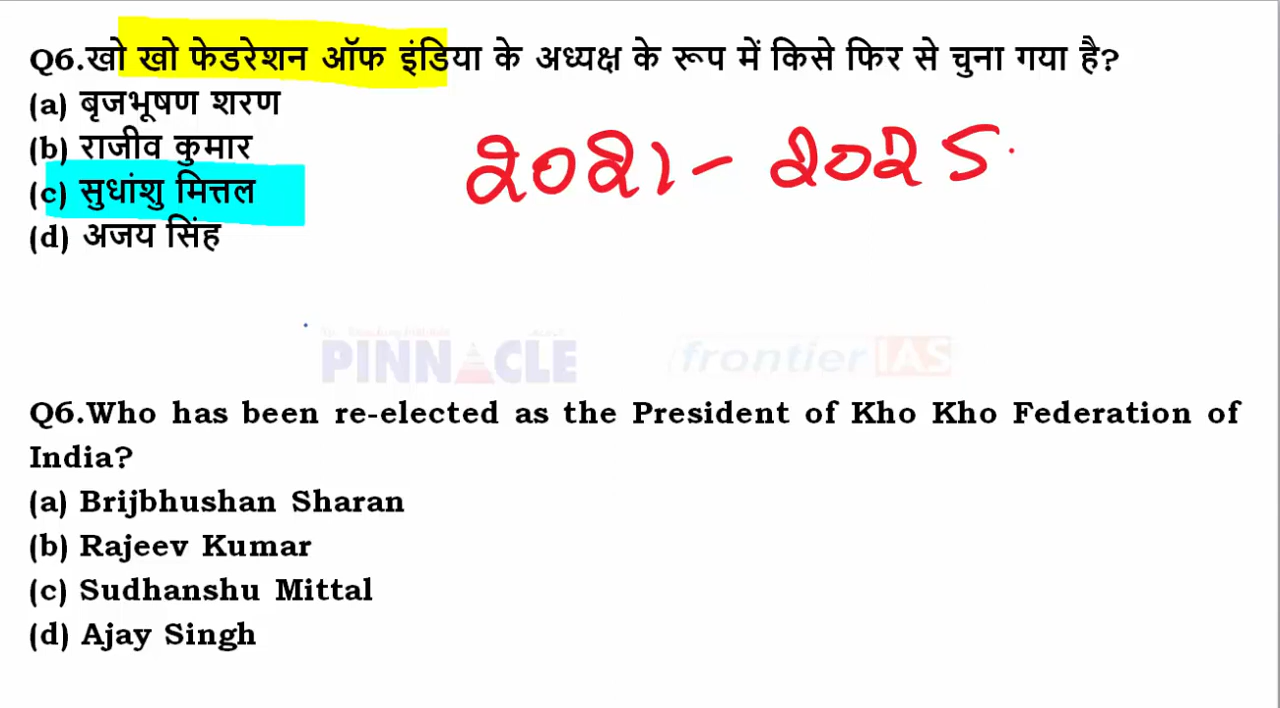 Q6.खो खो फेडरेशन ऑफ इंडिया के अध्यक्ष के रूप में किसे फिर से चुना गया है?
(a) बृजभूषण शरण
(b) राजीव कुमार
2021 - 2025
(c) सुधांशु मित्तल
(d) अजय सिंह
PINNACLE
frontier IAS
Q6.Who has been re-elected as the President of Kho Kho Federation of
India?
(a) Brijbhushan Sharan
(b) Rajeev Kumar
(c) Sudhanshu Mittal
(d) Ajay Singh